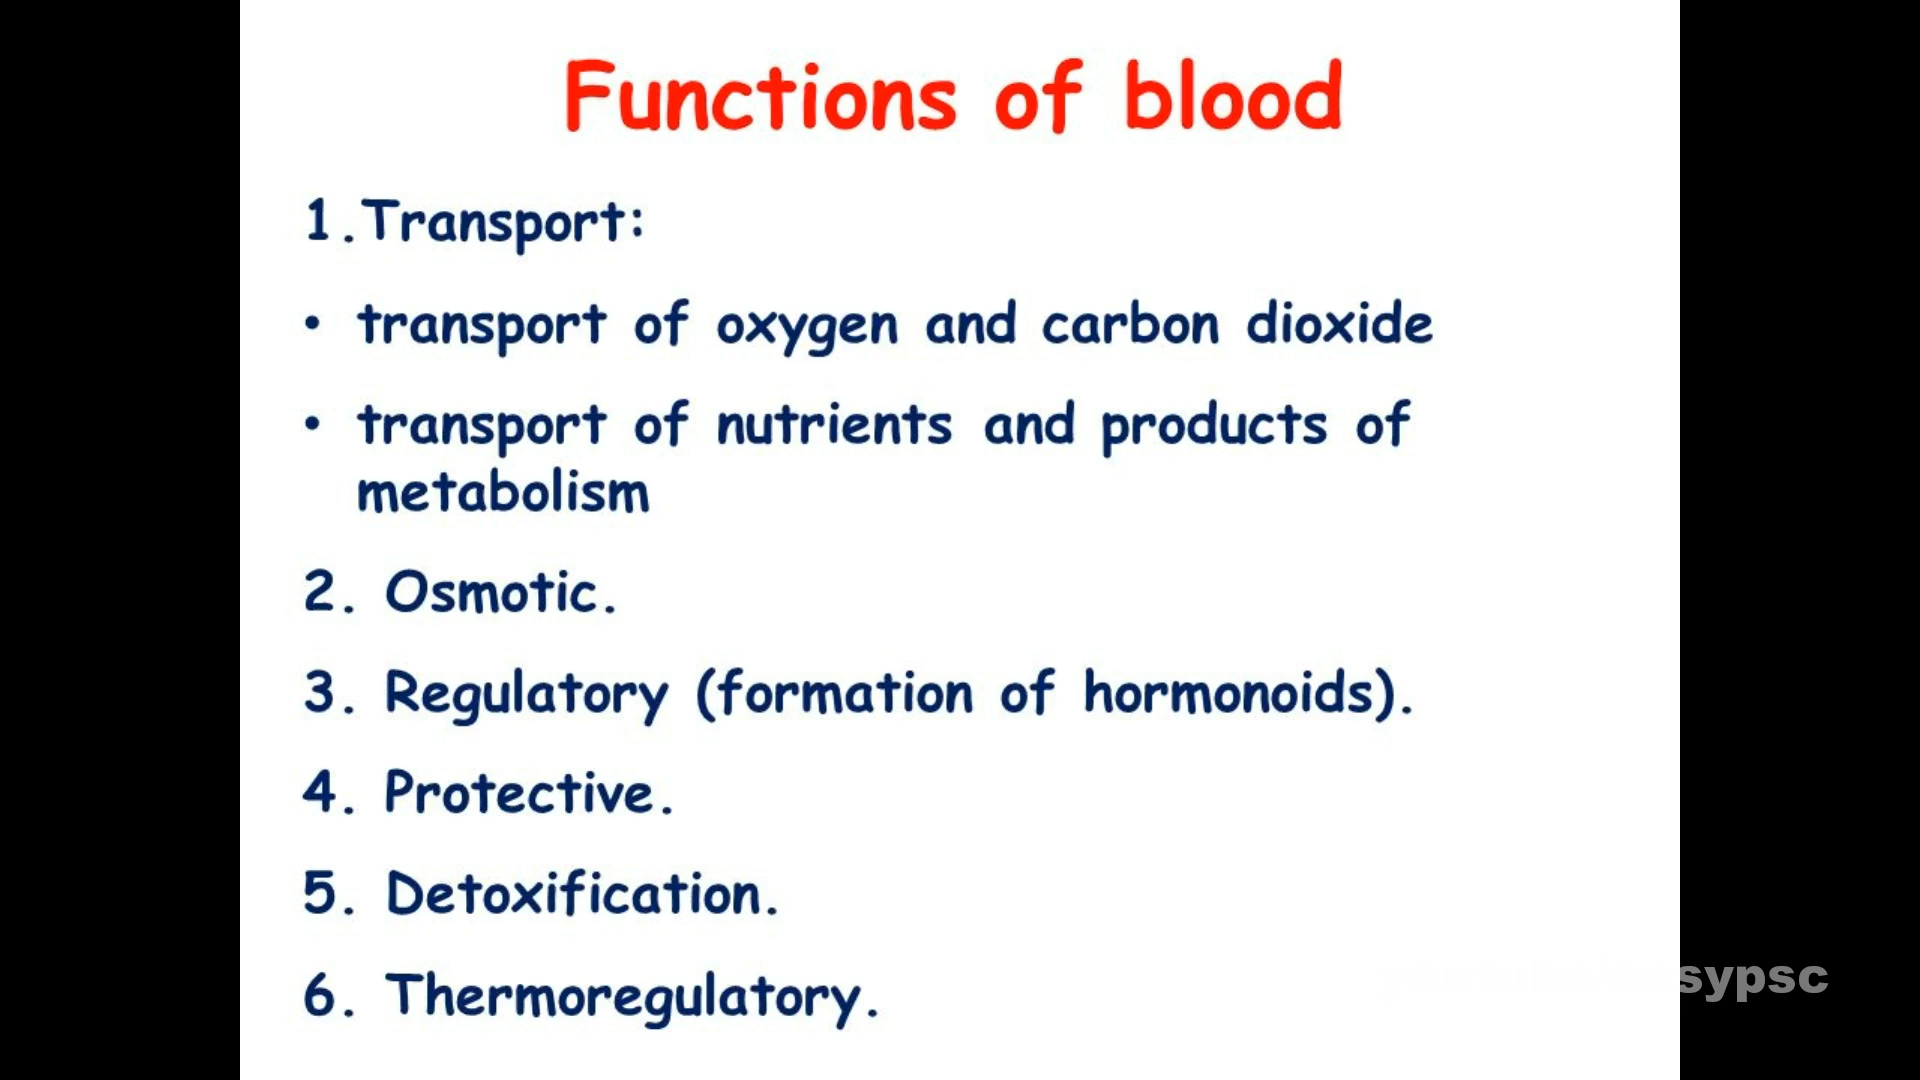 Functions of blood
1.Transport:
• transport of oxygen and carbon dioxide
• transport of nutrients and products of
metabolism
2. Osmotic.
3. Regulatory (formation of hormonoids).
4. Protective.
5. Detoxification.
6. Thermoregulatory.